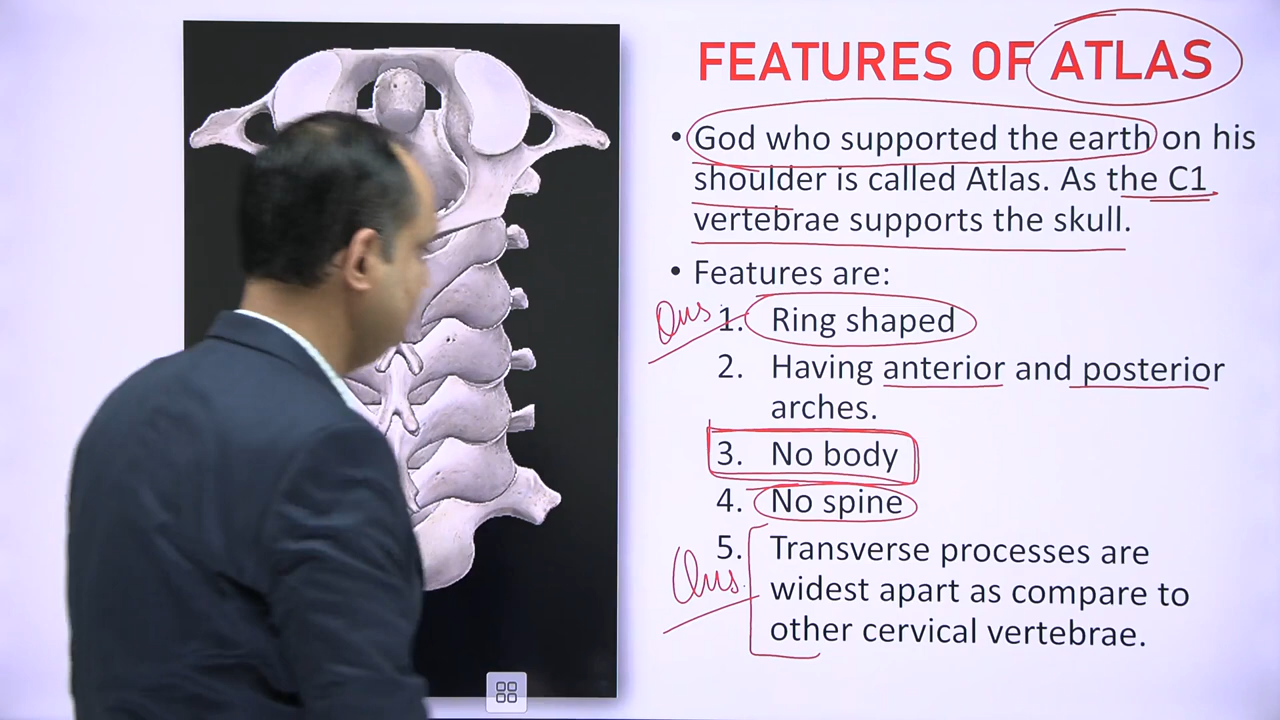 FEATURES OF ATLAS
• God who supported the earth on his
shoulder is called Atlas. As the C1
vertebrae supports the skull.
• Features are:
Ques 1. Ring shaped
2. Having anterior and posterior
arches.
3. No body
4. No spine
Ques 5. Transverse processes are
widest apart as compare to
other cervical vertebrae.